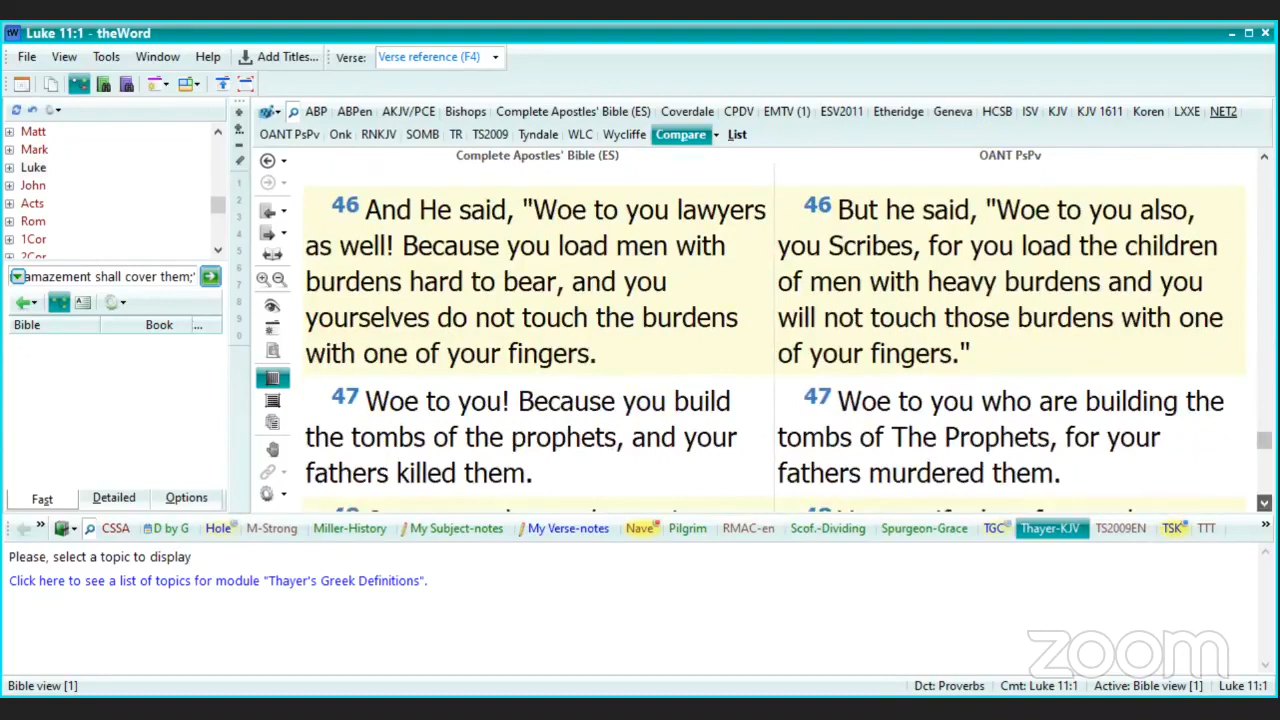 Luke 11:1 - theWord
File View Tools Window Help Add Titles... Verse: Verse reference (F4)
ABP ABPen AKJV/PCE Bishops Complete Apostles' Bible (ES) Coverdale CPDV EMTV (1) ESV2011 Etheridge Geneva HCSB ISV KJV KJV 1611 Koren LXXE NET2
OANT PsPv Onk RNKJV SOMB TR TS2009 Tyndale WLC Wycliffe Compare List
Matt
Mark
Luke
John
Acts
Rom
1Cor
amazement shall cover them;
Bible Book ...
Fast Detailed Options
1
2
3
4
5
6
7
8
9
0
Complete Apostles' Bible (ES)
46 And He said, "Woe to you lawyers
as well! Because you load men with
burdens hard to bear, and you
yourselves do not touch the burdens
with one of your fingers.
47 Woe to you! Because you build
the tombs of the prophets, and your
fathers killed them.
OANT PsPv
46 But he said, "Woe to you also,
you Scribes, for you load the children
of men with heavy burdens and you
will not touch those burdens with one
of your fingers."
47 Woe to you who are building the
tombs of The Prophets, for your
fathers murdered them.
CSSA D by G Hole M-Strong Miller-History My Subject-notes My Verse-notes Nave Pilgrim RMAC-en Scof.-Dividing Spurgeon-Grace TGC Thayer-KJV TS2009EN TSK TTT
Please, select a topic to display
Click here to see a list of topics for module "Thayer's Greek Definitions".
zoom
Bible view [1] Dct: Proverbs Cmt: Luke 11:1 Active: Bible view [1] Luke 11:1